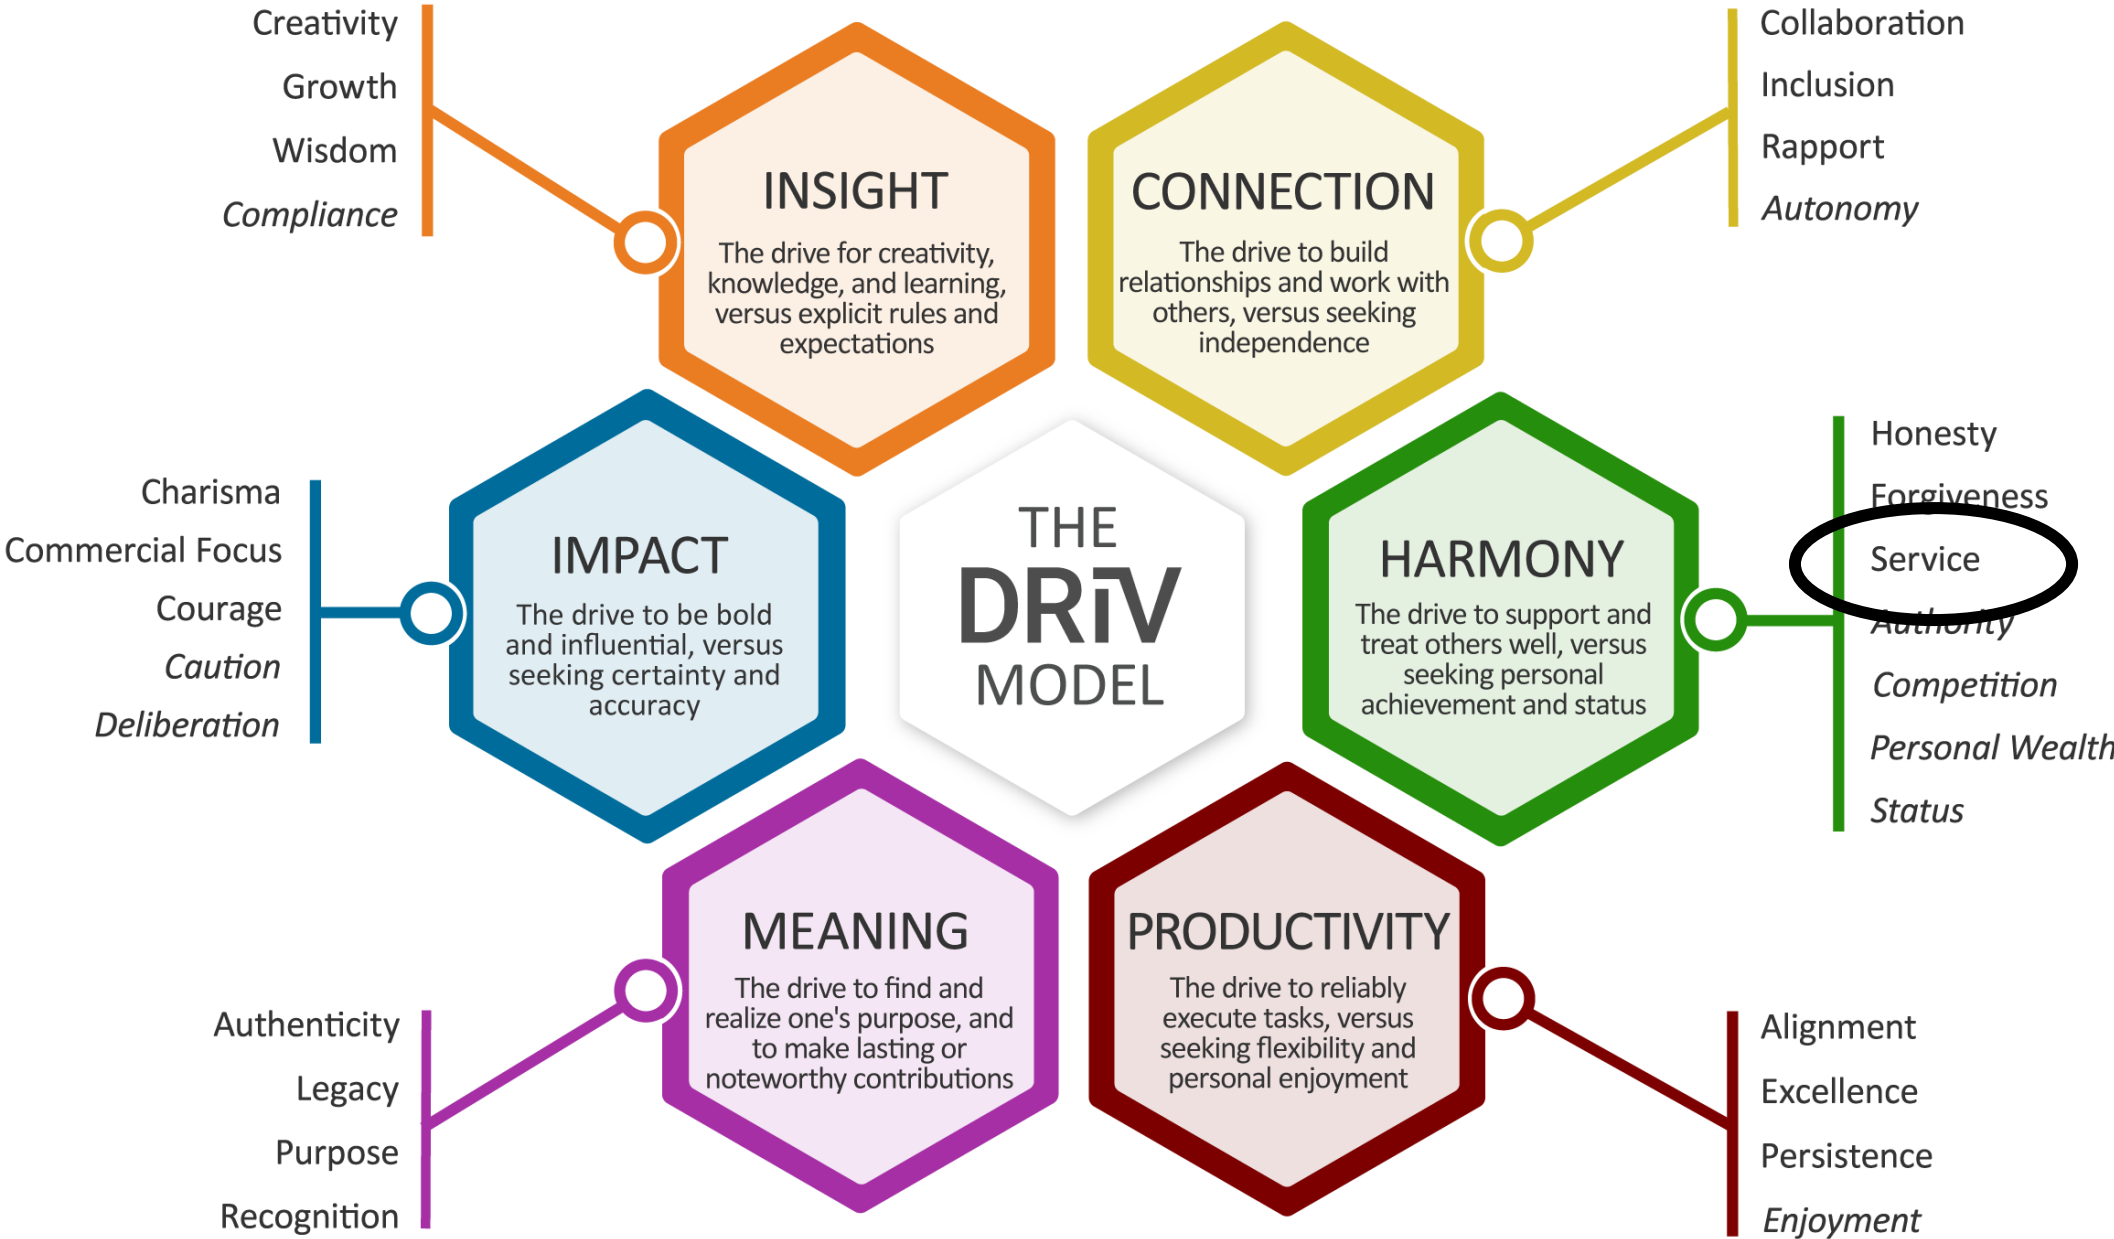 Creativity
Growth
Wisdom
Compliance
INSIGHT
The drive for creativity,
knowledge, and learning,
versus explicit rules and
expectations
CONNECTION
The drive to build
relationships and work with
others, versus seeking
independence
Collaboration
Inclusion
Rapport
Autonomy
Charisma
Commercial Focus
Courage
Caution
Deliberation
IMPACT
The drive to be bold
and influential, versus
seeking certainty and
accuracy
THE
DRiV
MODEL
HARMONY
The drive to support and
treat others well, versus
seeking personal
achievement and status
Honesty
Forgiveness
Service
Authority
Competition
Personal Wealth
Status
Authenticity
Legacy
Purpose
Recognition
MEANING
The drive to find and
realize one's purpose, and
to make lasting or
noteworthy contributions
PRODUCTIVITY
The drive to reliably
execute tasks, versus
seeking flexibility and
personal enjoyment
Alignment
Excellence
Persistence
Enjoyment